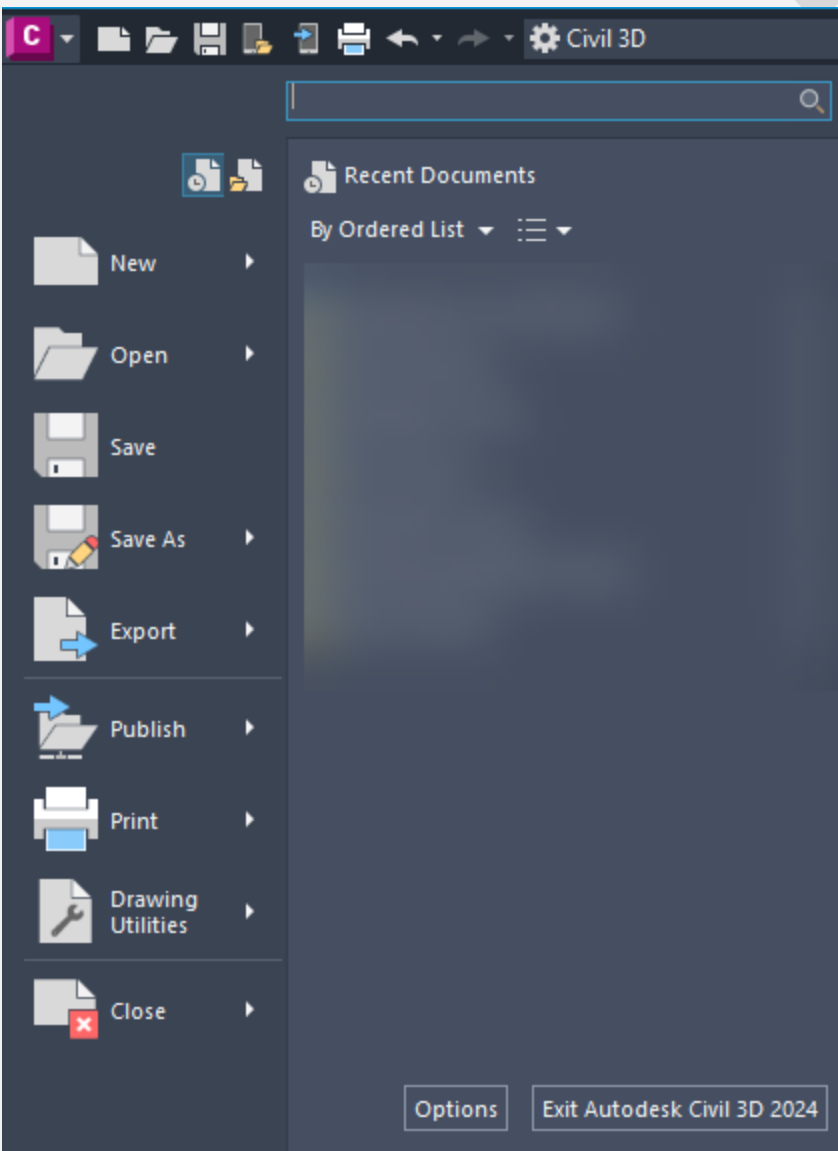 C
Civil 3D
Recent Documents
By Ordered List
New
Open
Save
Save As
Export
Publish
Print
Drawing
Utilities
Close
Options
Exit Autodesk Civil 3D 2024